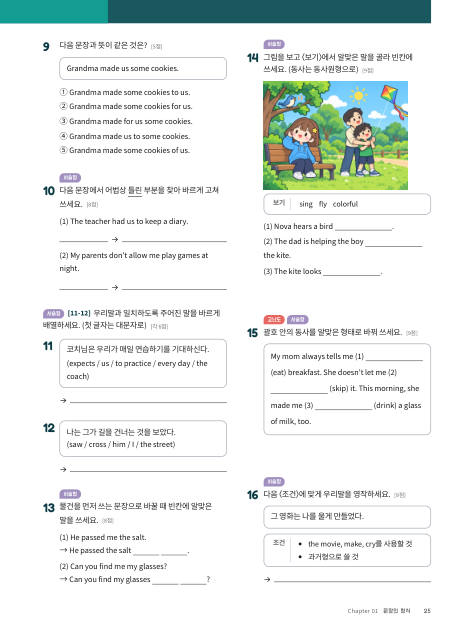 9 다음 문장과 뜻이 같은 것은? [5점]
Grandma made us some cookies.
① Grandma made some cookies to us.
② Grandma made some cookies for us.
③ Grandma made for us some cookies.
④ Grandma made us to some cookies.
⑤ Grandma made some cookies of us.
서술형
10 다음 문장에서 어법상 틀린 부분을 찾아 바르게 고쳐
쓰세요. [8점]
(1) The teacher had us to keep a diary.
→
(2) My parents don't allow me play games at
night.
→
서술형 [11-12] 우리말과 일치하도록 주어진 말을 바르게
배열하세요. (첫 글자는 대문자로) [각 6점]
11 코치님은 우리가 매일 연습하기를 기대하신다.
(expects / us / to practice / every day / the
coach)
→
12 나는 그가 길을 건너는 것을 보았다.
(saw / cross / him / I / the street)
→
서술형
13 물건을 먼저 쓰는 문장으로 바꿀 때 빈칸에 알맞은
말을 쓰세요. [8점]
(1) He passed me the salt.
→ He passed the salt ______ ______.
(2) Can you find me my glasses?
→ Can you find my glasses ______ ______?
서술형
14 그림을 보고 <보기>에서 알맞은 말을 골라 빈칸에
쓰세요. (동사는 동사원형으로) [9점]
보기 sing fly colorful
(1) Nova hears a bird ____________.
(2) The dad is helping the boy ____________
the kite.
(3) The kite looks ____________.
고난도 서술형
15 괄호 안의 동사를 알맞은 형태로 바꿔 쓰세요. [9점]
My mom always tells me (1) ____________
(eat) breakfast. She doesn't let me (2)
____________ (skip) it. This morning, she
made me (3) ____________ (drink) a glass
of milk, too.
서술형
16 다음 <조건>에 맞게 우리말을 영작하세요. [9점]
그 영화는 나를 울게 만들었다.
조건 • the movie, make, cry를 사용할 것
• 과거형으로 쓸 것
→
Chapter 01 문장의 형식 25